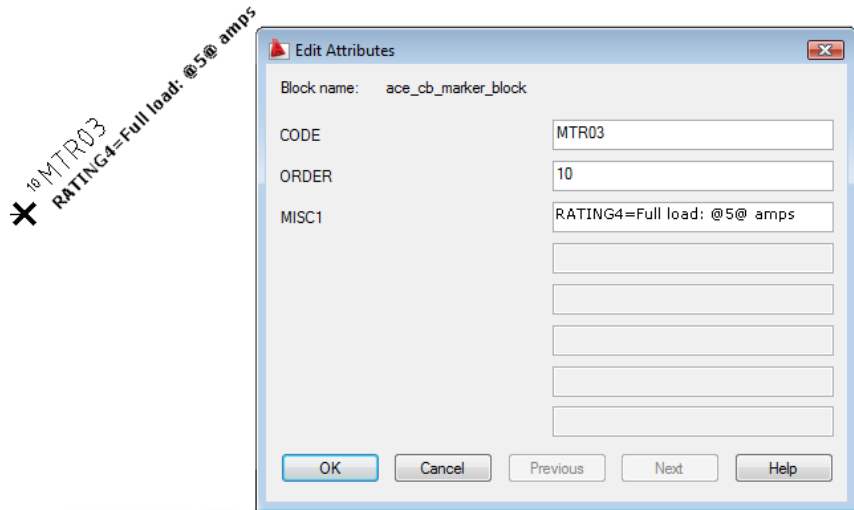 10 MTR03
RATING4=Full load: @5@ amps
Edit Attributes
Block name: ace_cb_marker_block
CODE MTR03
ORDER 10
MISC1 RATING4=Full load: @5@ amps
OK Cancel Previous Next Help